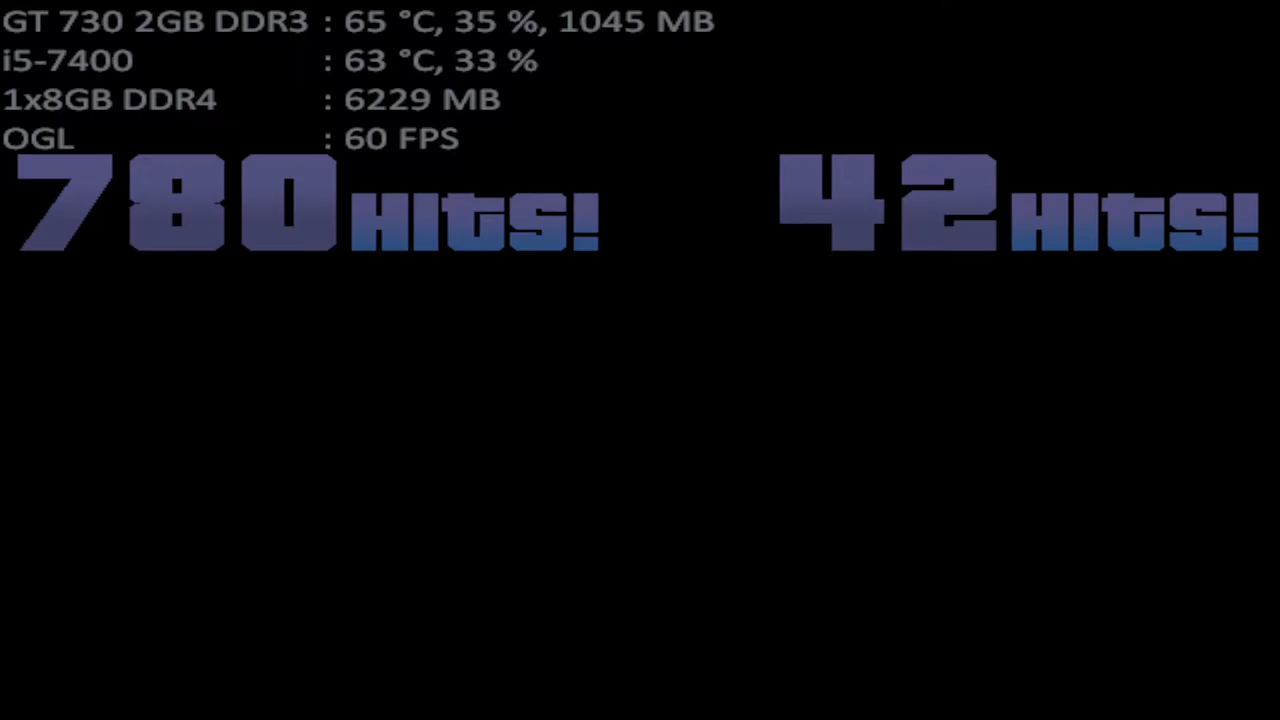 GT 730 2GB DDR3 : 65 °C, 35 %, 1045 MB
i5-7400 : 63 °C, 33 %
1x8GB DDR4 : 6229 MB
OGL : 60 FPS
780 HItS! 42 HItS!